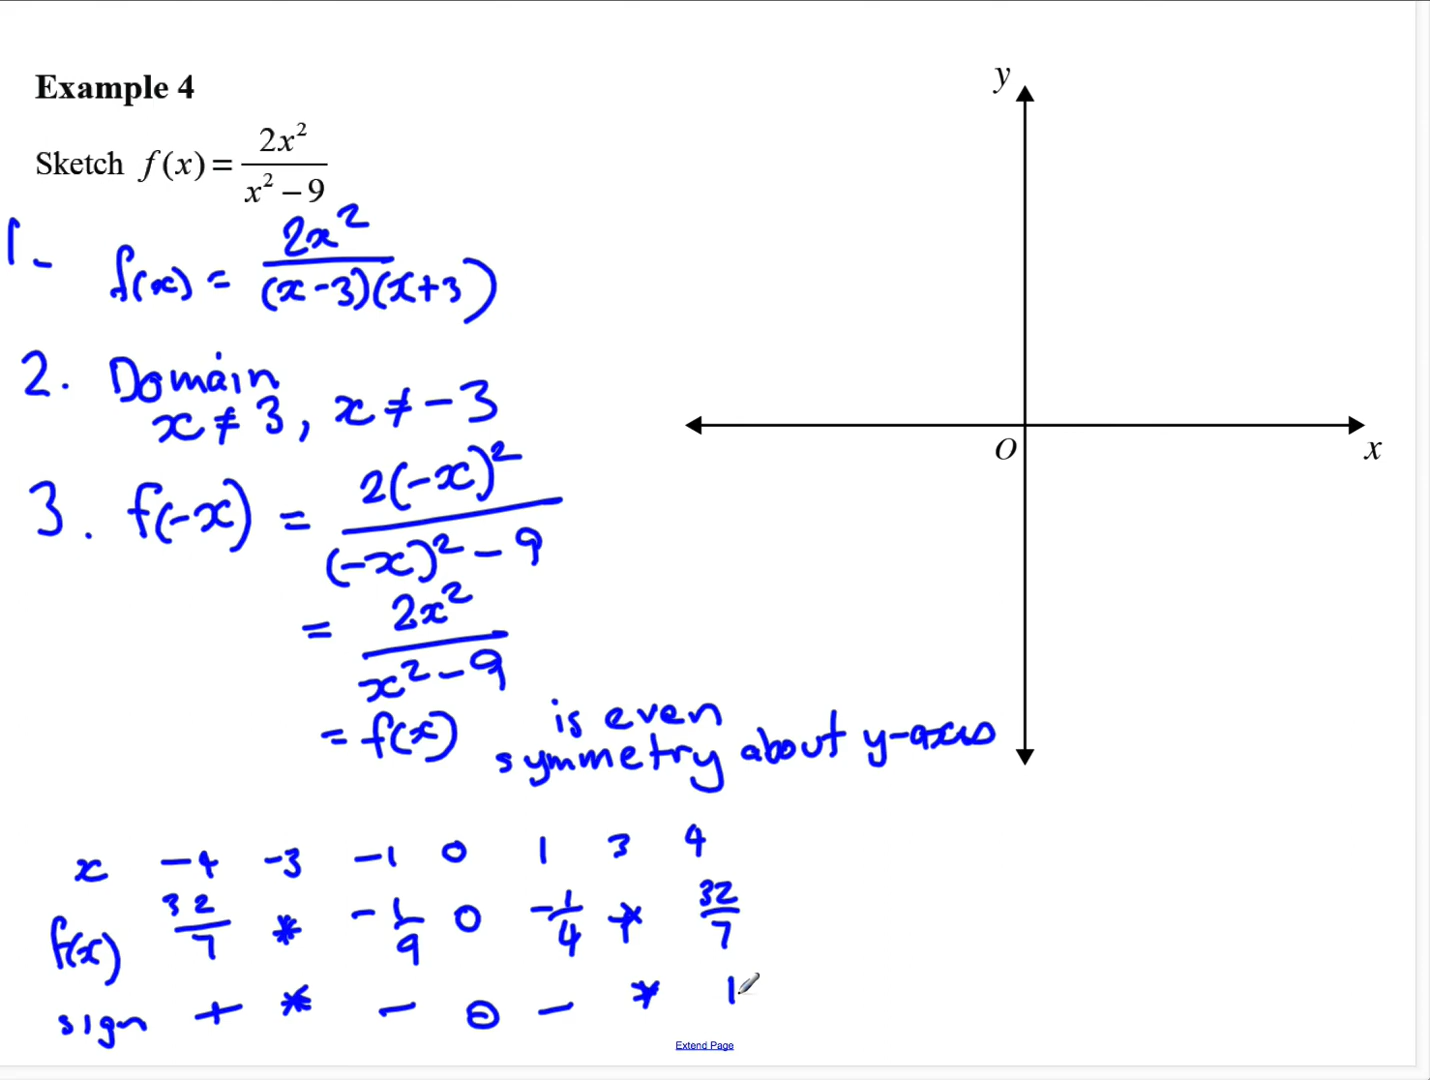 Example 4
Sketch f(x) = 2x²/(x² − 9)
1. f(x) = 2x²/((x-3)(x+3))
2. Domain
x ≠ 3, x ≠ -3
3. f(-x) = 2(-x)²/((-x)² - 9)
= 2x²/(x² - 9)
= f(x) is even
symmetry about y-axis
x -4 -3 -1 0 1 3 4
f(x) 32/7 * -1/9 0 -1/4 * 32/7
sign + * - 0 - *
y
O
x
Extend Page